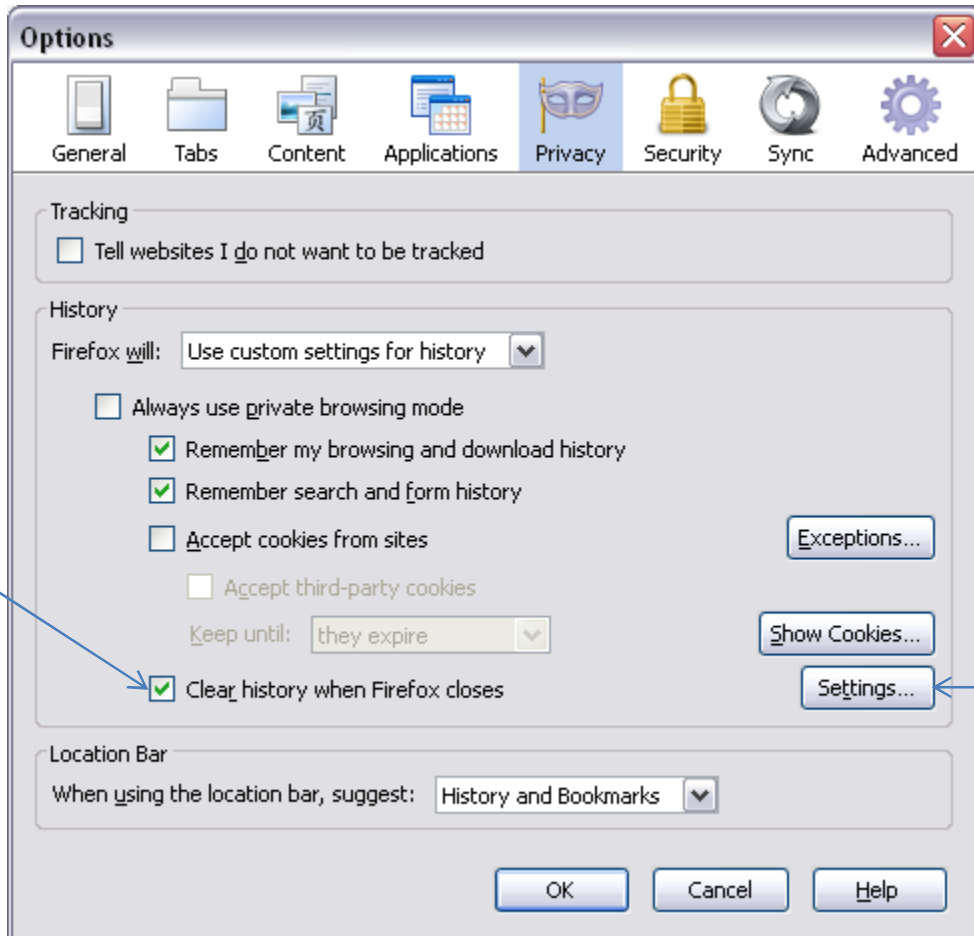 Options
General Tabs Content Applications Privacy Security Sync Advanced
页
Tracking
Tell websites I do not want to be tracked
History
Firefox will: Use custom settings for history
Always use private browsing mode
Remember my browsing and download history
Remember search and form history
Accept cookies from sites Exceptions...
Accept third-party cookies
Keep until: they expire Show Cookies...
Clear history when Firefox closes Settings...
Location Bar
When using the location bar, suggest: History and Bookmarks
OK Cancel Help